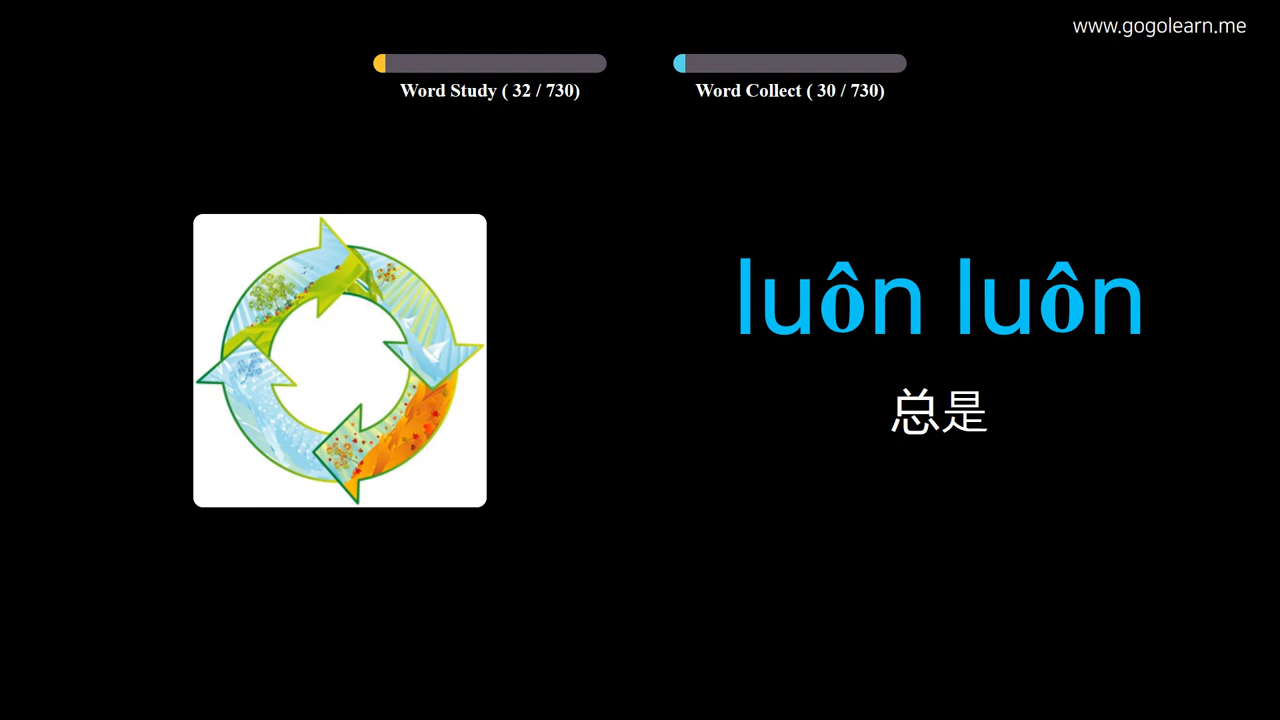 www.gogolearn.me
Word Study ( 32 / 730)
Word Collect ( 30 / 730)
luôn luôn
总是